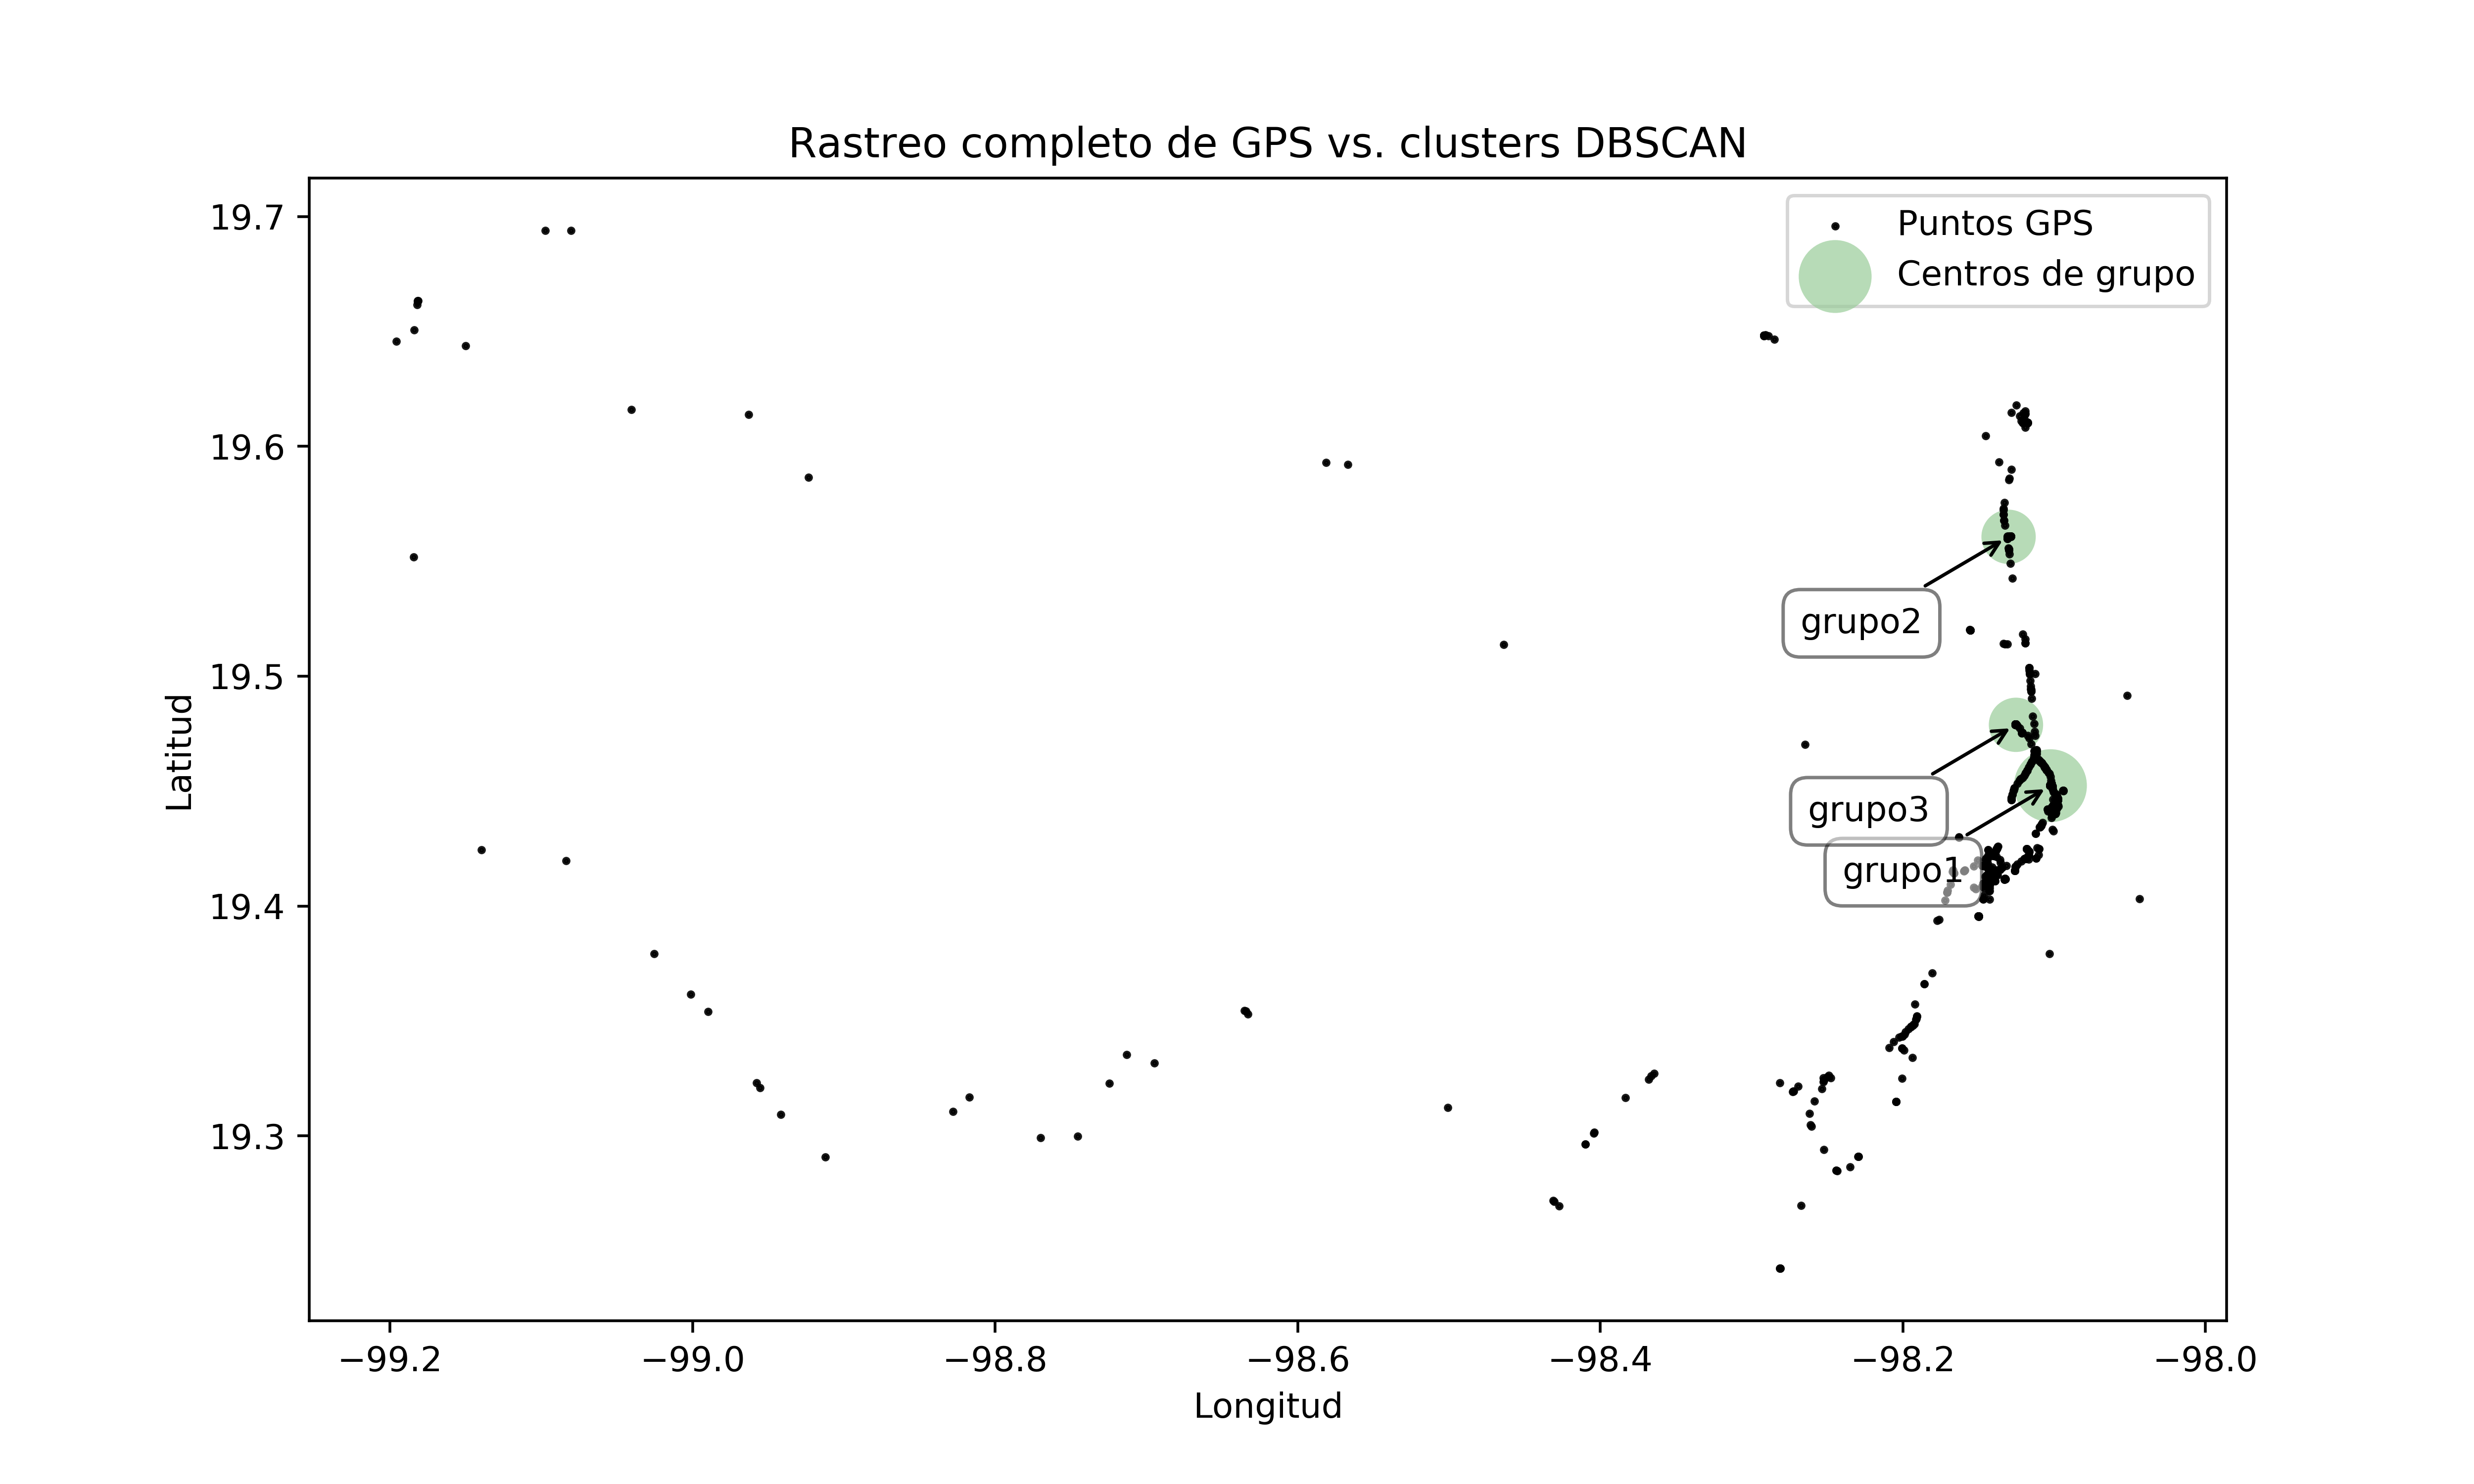 Rastreo completo de GPS vs. clusters DBSCAN
Puntos GPS
Centros de grupo
19.7
19.6
19.5
19.4
19.3
Latitud
grupo2
grupo3
grupo1
−99.2
−99.0
−98.8
−98.6
−98.4
−98.2
−98.0
Longitud